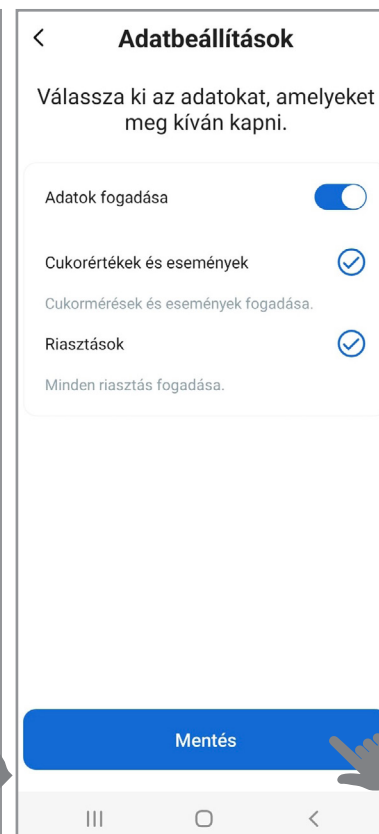 Adatbeállítások
Válassza ki az adatokat, amelyeket
meg kíván kapni.
Adatok fogadása
Cukorértékek és események
Cukormérések és események fogadása.
Riasztások
Minden riasztás fogadása.
Mentés